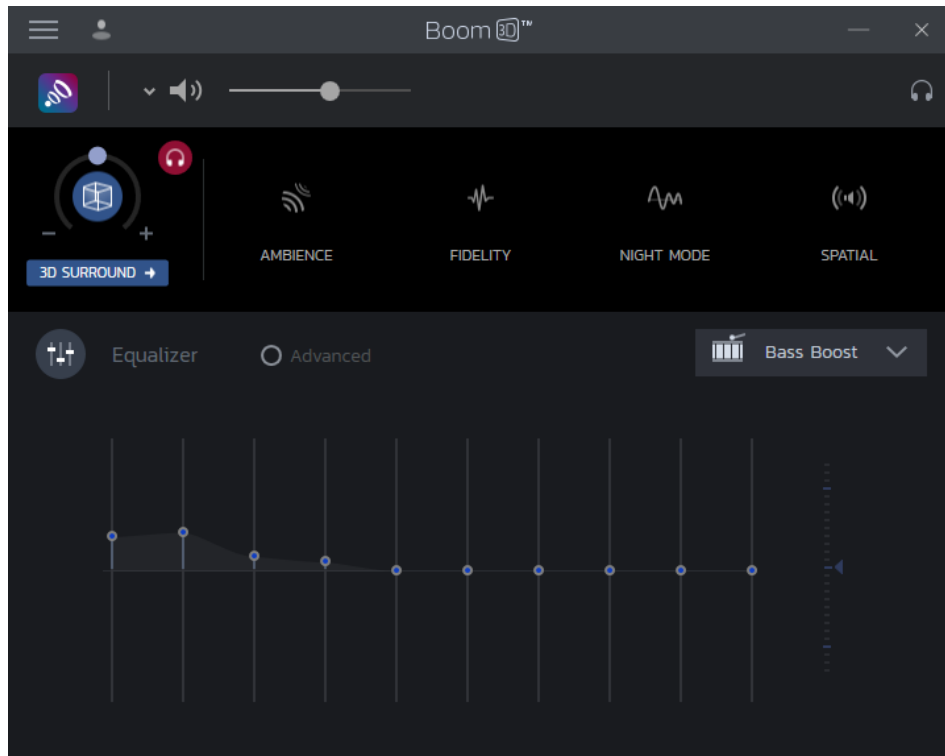 Boom 3D™
AMBIENCE
FIDELITY
NIGHT MODE
SPATIAL
3D SURROUND
Equalizer
Advanced
Bass Boost